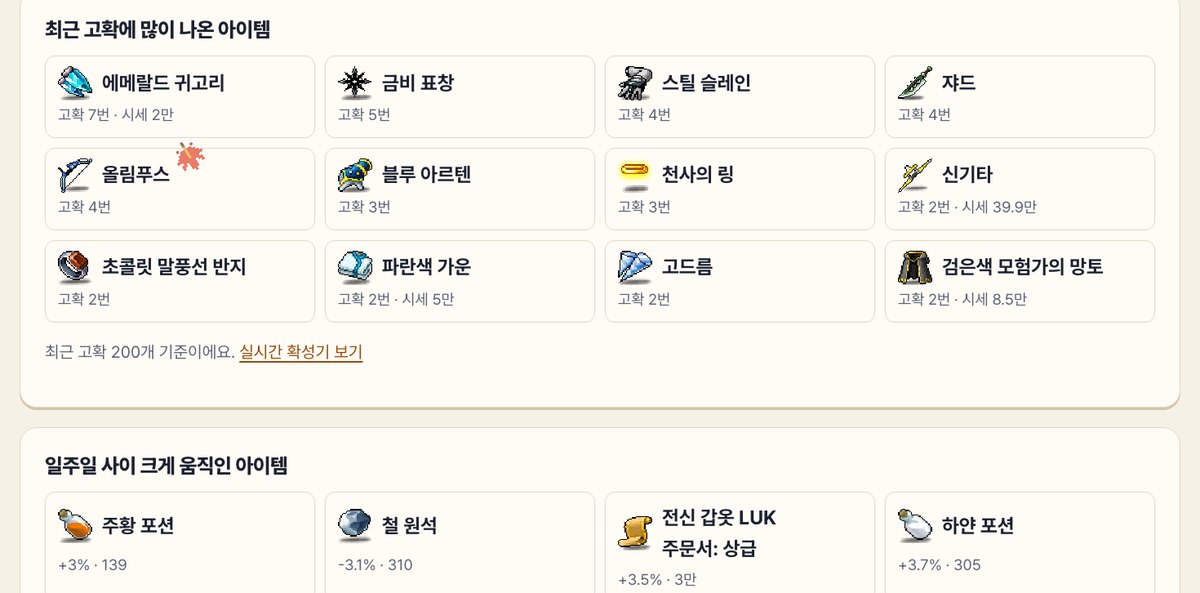 최근 고확에 많이 나온 아이템
에메랄드 귀고리
고확 7번 · 시세 2만
금비 표창
고확 5번
스틸 슬레인
고확 4번
쟈드
고확 4번
올림푸스
고확 4번
블루 아르텐
고확 3번
천사의 링
고확 3번
신기타
고확 2번 · 시세 39.9만
초콜릿 말풍선 반지
고확 2번
파란색 가운
고확 2번 · 시세 5만
고드름
고확 2번
검은색 모험가의 망토
고확 2번 · 시세 8.5만
최근 고확 200개 기준이에요. 실시간 확성기 보기
일주일 사이 크게 움직인 아이템
주황 포션
+3% · 139
철 원석
-3.1% · 310
전신 갑옷 LUK
주문서: 상급
+3.5% · 3만
하얀 포션
+3.7% · 305